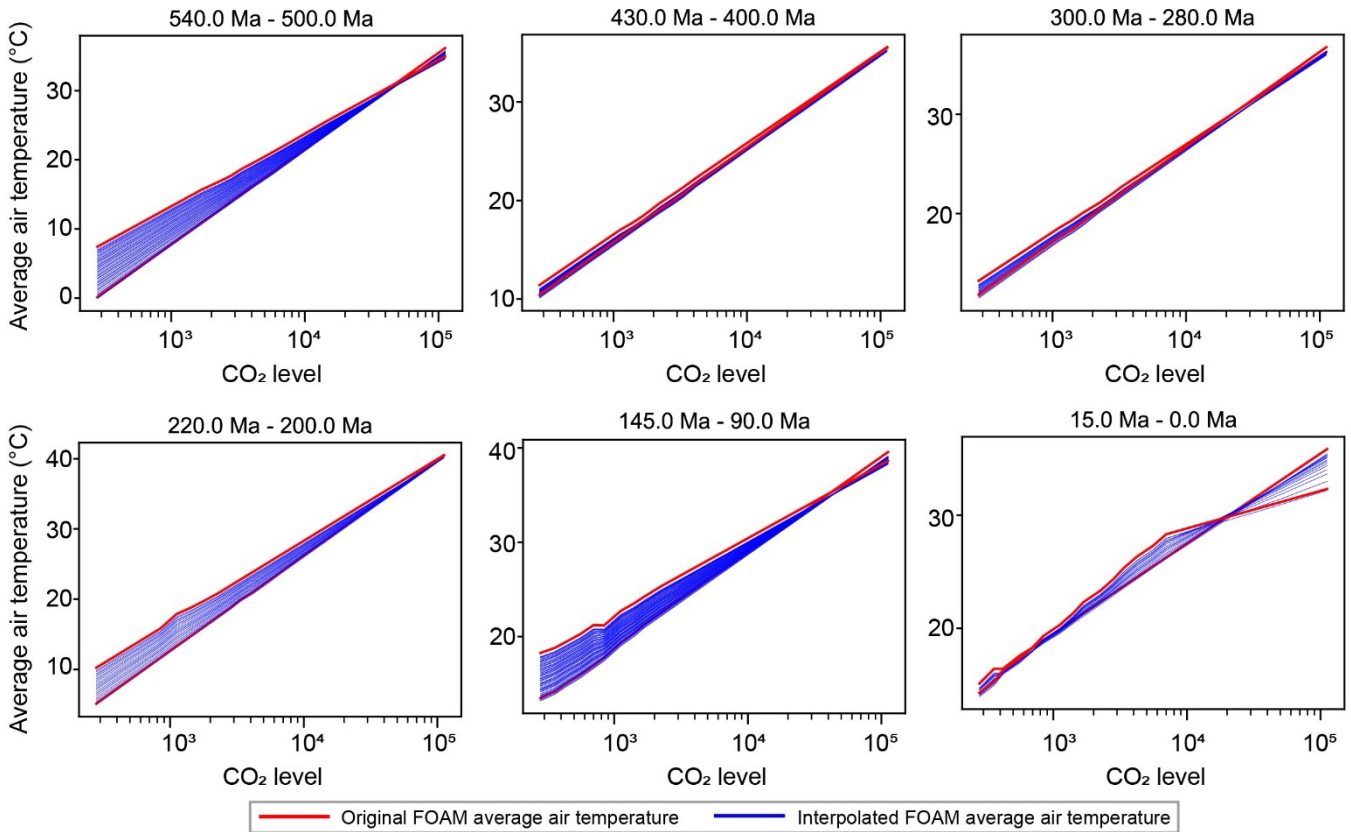 540.0 Ma - 500.0 Ma
430.0 Ma - 400.0 Ma
300.0 Ma - 280.0 Ma
Average air temperature (°C)
30
20
10
0
10³
10⁴
10⁵
CO₂ level
30
20
10
10³
10⁴
10⁵
CO₂ level
30
20
10³
10⁴
10⁵
CO₂ level
220.0 Ma - 200.0 Ma
145.0 Ma - 90.0 Ma
15.0 Ma - 0.0 Ma
Average air temperature (°C)
40
30
20
10
10³
10⁴
10⁵
CO₂ level
40
30
20
10³
10⁴
10⁵
CO₂ level
30
20
10³
10⁴
10⁵
CO₂ level
Original FOAM average air temperature
Interpolated FOAM average air temperature